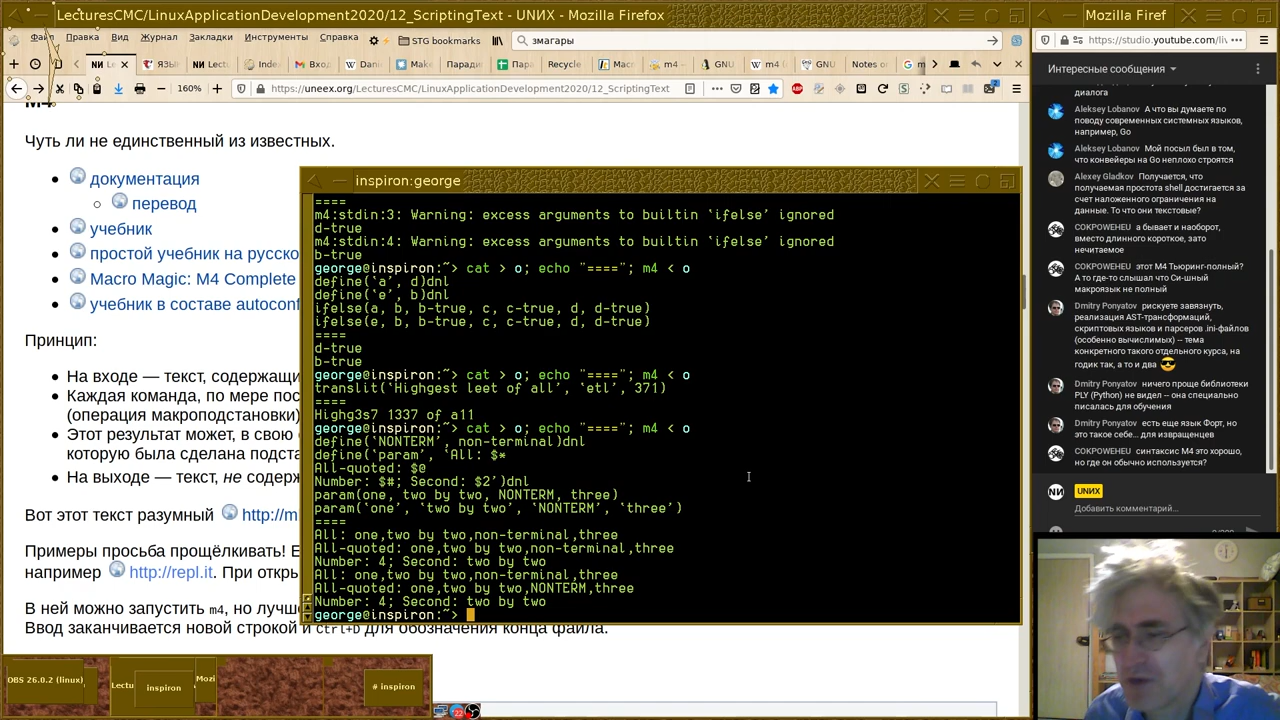 LecturesCMC/LinuxApplicationDevelopment2020/12_ScriptingText - UNИX - Mozilla Firefox
Mozilla Firef
Файл Правка Вид Журнал Закладки Инструменты Справка
STG bookmarks
змагары
160%
https://uneex.org/LecturesCMC/LinuxApplicationDevelopment2020/12_ScriptingText
https://studio.youtube.com/liv
M4
Чуть ли не единственный из известных.
документация
перевод
учебник
простой учебник на русско
Macro Magic: M4 Complete
учебник в составе autoconf
Принцип:
На входе — текст, содержащи
Каждая команда, по мере пос
(операция макроподстановки)
Этот результат может, в свою
которую была сделана подста
На выходе — текст, не содерж
Вот этот текст разумный http://m
Примеры просьба прощёлкивать! Е
например http://repl.it. При откры
В ней можно запустить m4, но лучше
Ввод заканчивается новой строкой и Ctrl+D для обозначения конца файла.
inspiron:george
====
m4:stdin:3: Warning: excess arguments to builtin `ifelse' ignored
d-true
m4:stdin:4: Warning: excess arguments to builtin `ifelse' ignored
b-true
george@inspiron:~> cat > o; echo "===="; m4 < o
define(`a', d)dnl
define(`e', b)dnl
ifelse(a, b, b-true, c, c-true, d, d-true)
ifelse(e, b, b-true, c, c-true, d, d-true)
====
d-true
b-true
george@inspiron:~> cat > o; echo "===="; m4 < o
translit(`Highgest leet of all', `etl', 371)
====
Highg3s7 1337 of a11
george@inspiron:~> cat > o; echo "===="; m4 < o
define(`NONTERM', non-terminal)dnl
define(`param', `All: $*
All-quoted: $@
Number: $#; Second: $2')dnl
param(one, two by two, NONTERM, three)
param(`one', `two by two', `NONTERM', `three')
====
All: one,two by two,non-terminal,three
All-quoted: one,two by two,non-terminal,three
Number: 4; Second: two by two
All: one,two by two,non-terminal,three
All-quoted: one,two by two,NONTERM,three
Number: 4; Second: two by two
george@inspiron:~>
Интересные сообщения
диалога
Aleksey Lobanov А что вы думаете по
поводу современных системных языков,
например, Go
Aleksey Lobanov Мой посыл был в том,
что конвейеры на Go неплохо строятся
Alexey Gladkov Получается, что
получаемая простота shell достигается за
счет наложенного ограничения на
данные. То что они текстовые?
COKPOWEHEU а бывает и наоборот,
вместо длинного короткое, зато
нечитаемое
COKPOWEHEU этот M4 Тьюринг-полный?
А то где-то слышал что Си-шный
макроязык не полный
Dmitry Ponyatov рискуете завязнуть,
реализация AST-трансформаций,
скриптовых языков и парсеров .ini-файлов
(особенно вычислимых) -- тема
конкретного такого отдельного курса, на
годик так, а то и два
Dmitry Ponyatov ничего проще библиотеки
PLY (Python) не видел -- она специально
писалась для обучения
Dmitry Ponyatov есть еще язык Форт, но
это такое себе... для извращенцев
COKPOWEHEU синтаксис M4 это хорошо,
но где он обычно используется?
UNИX
Добавить комментарий...
OBS 26.0.2 (linux)
Lectu
inspiron
Mozi
# inspiron